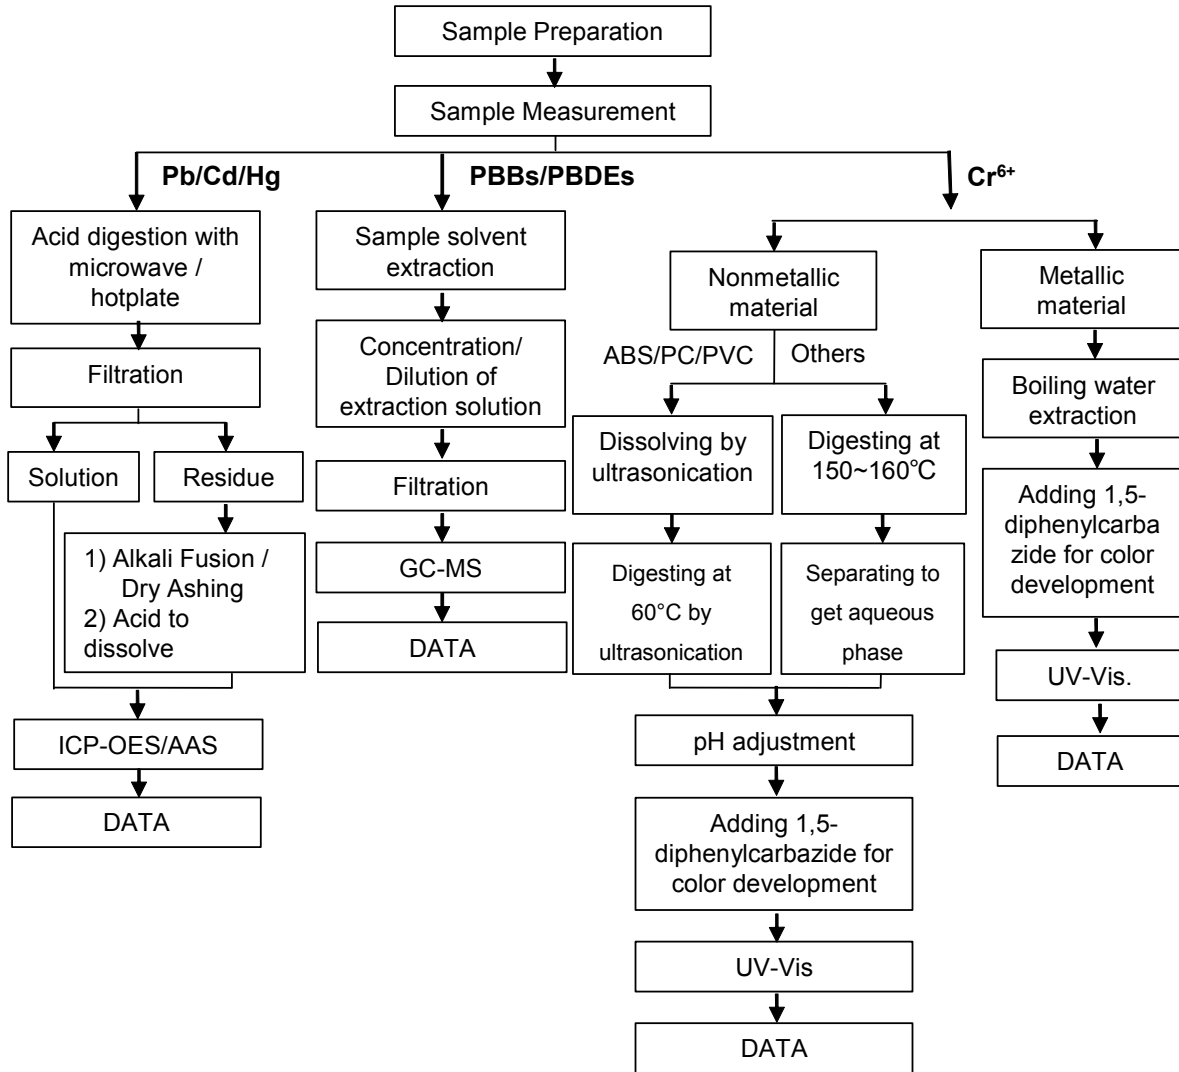 Sample Preparation
Sample Measurement
Pb/Cd/Hg
PBBs/PBDEs
Cr⁶⁺
Acid digestion with
microwave /
hotplate
Filtration
Solution
Residue
1) Alkali Fusion /
Dry Ashing
2) Acid to
dissolve
ICP-OES/AAS
DATA
Sample solvent
extraction
Concentration/
Dilution of
extraction solution
Filtration
GC-MS
DATA
Nonmetallic
material
ABS/PC/PVC
Others
Dissolving by
ultrasonication
Digesting at
60°C by
ultrasonication
Digesting at
150~160℃
Separating to
get aqueous
phase
pH adjustment
Adding 1,5-
diphenylcarbazide for
color development
UV-Vis
DATA
Metallic
material
Boiling water
extraction
Adding 1,5-
diphenylcarba
zide for color
development
UV-Vis.
DATA